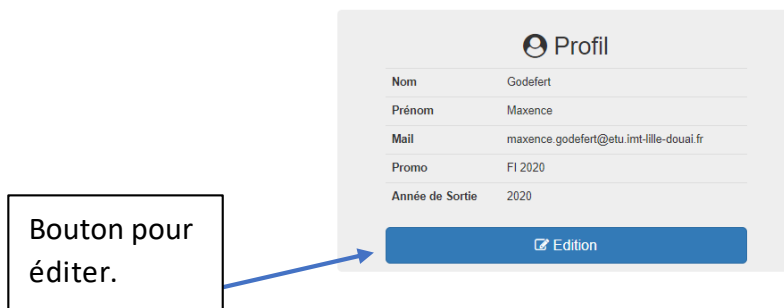 Profil
Nom Godefert
Prénom Maxence
Mail maxence.godefert@etu.imt-lille-douai.fr
Promo FI 2020
Année de Sortie 2020
Edition
Bouton pour
éditer.